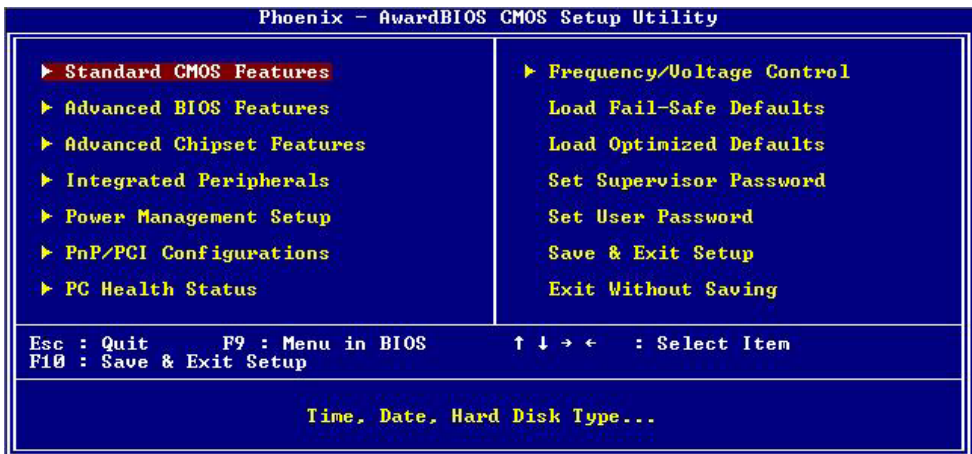 Phoenix - AwardBIOS CMOS Setup Utility
▶ Standard CMOS Features
▶ Advanced BIOS Features
▶ Advanced Chipset Features
▶ Integrated Peripherals
▶ Power Management Setup
▶ PnP/PCI Configurations
▶ PC Health Status
▶ Frequency/Voltage Control
Load Fail-Safe Defaults
Load Optimized Defaults
Set Supervisor Password
Set User Password
Save & Exit Setup
Exit Without Saving
Esc : Quit F9 : Menu in BIOS ↑ ↓ → ← : Select Item
F10 : Save & Exit Setup
Time, Date, Hard Disk Type...